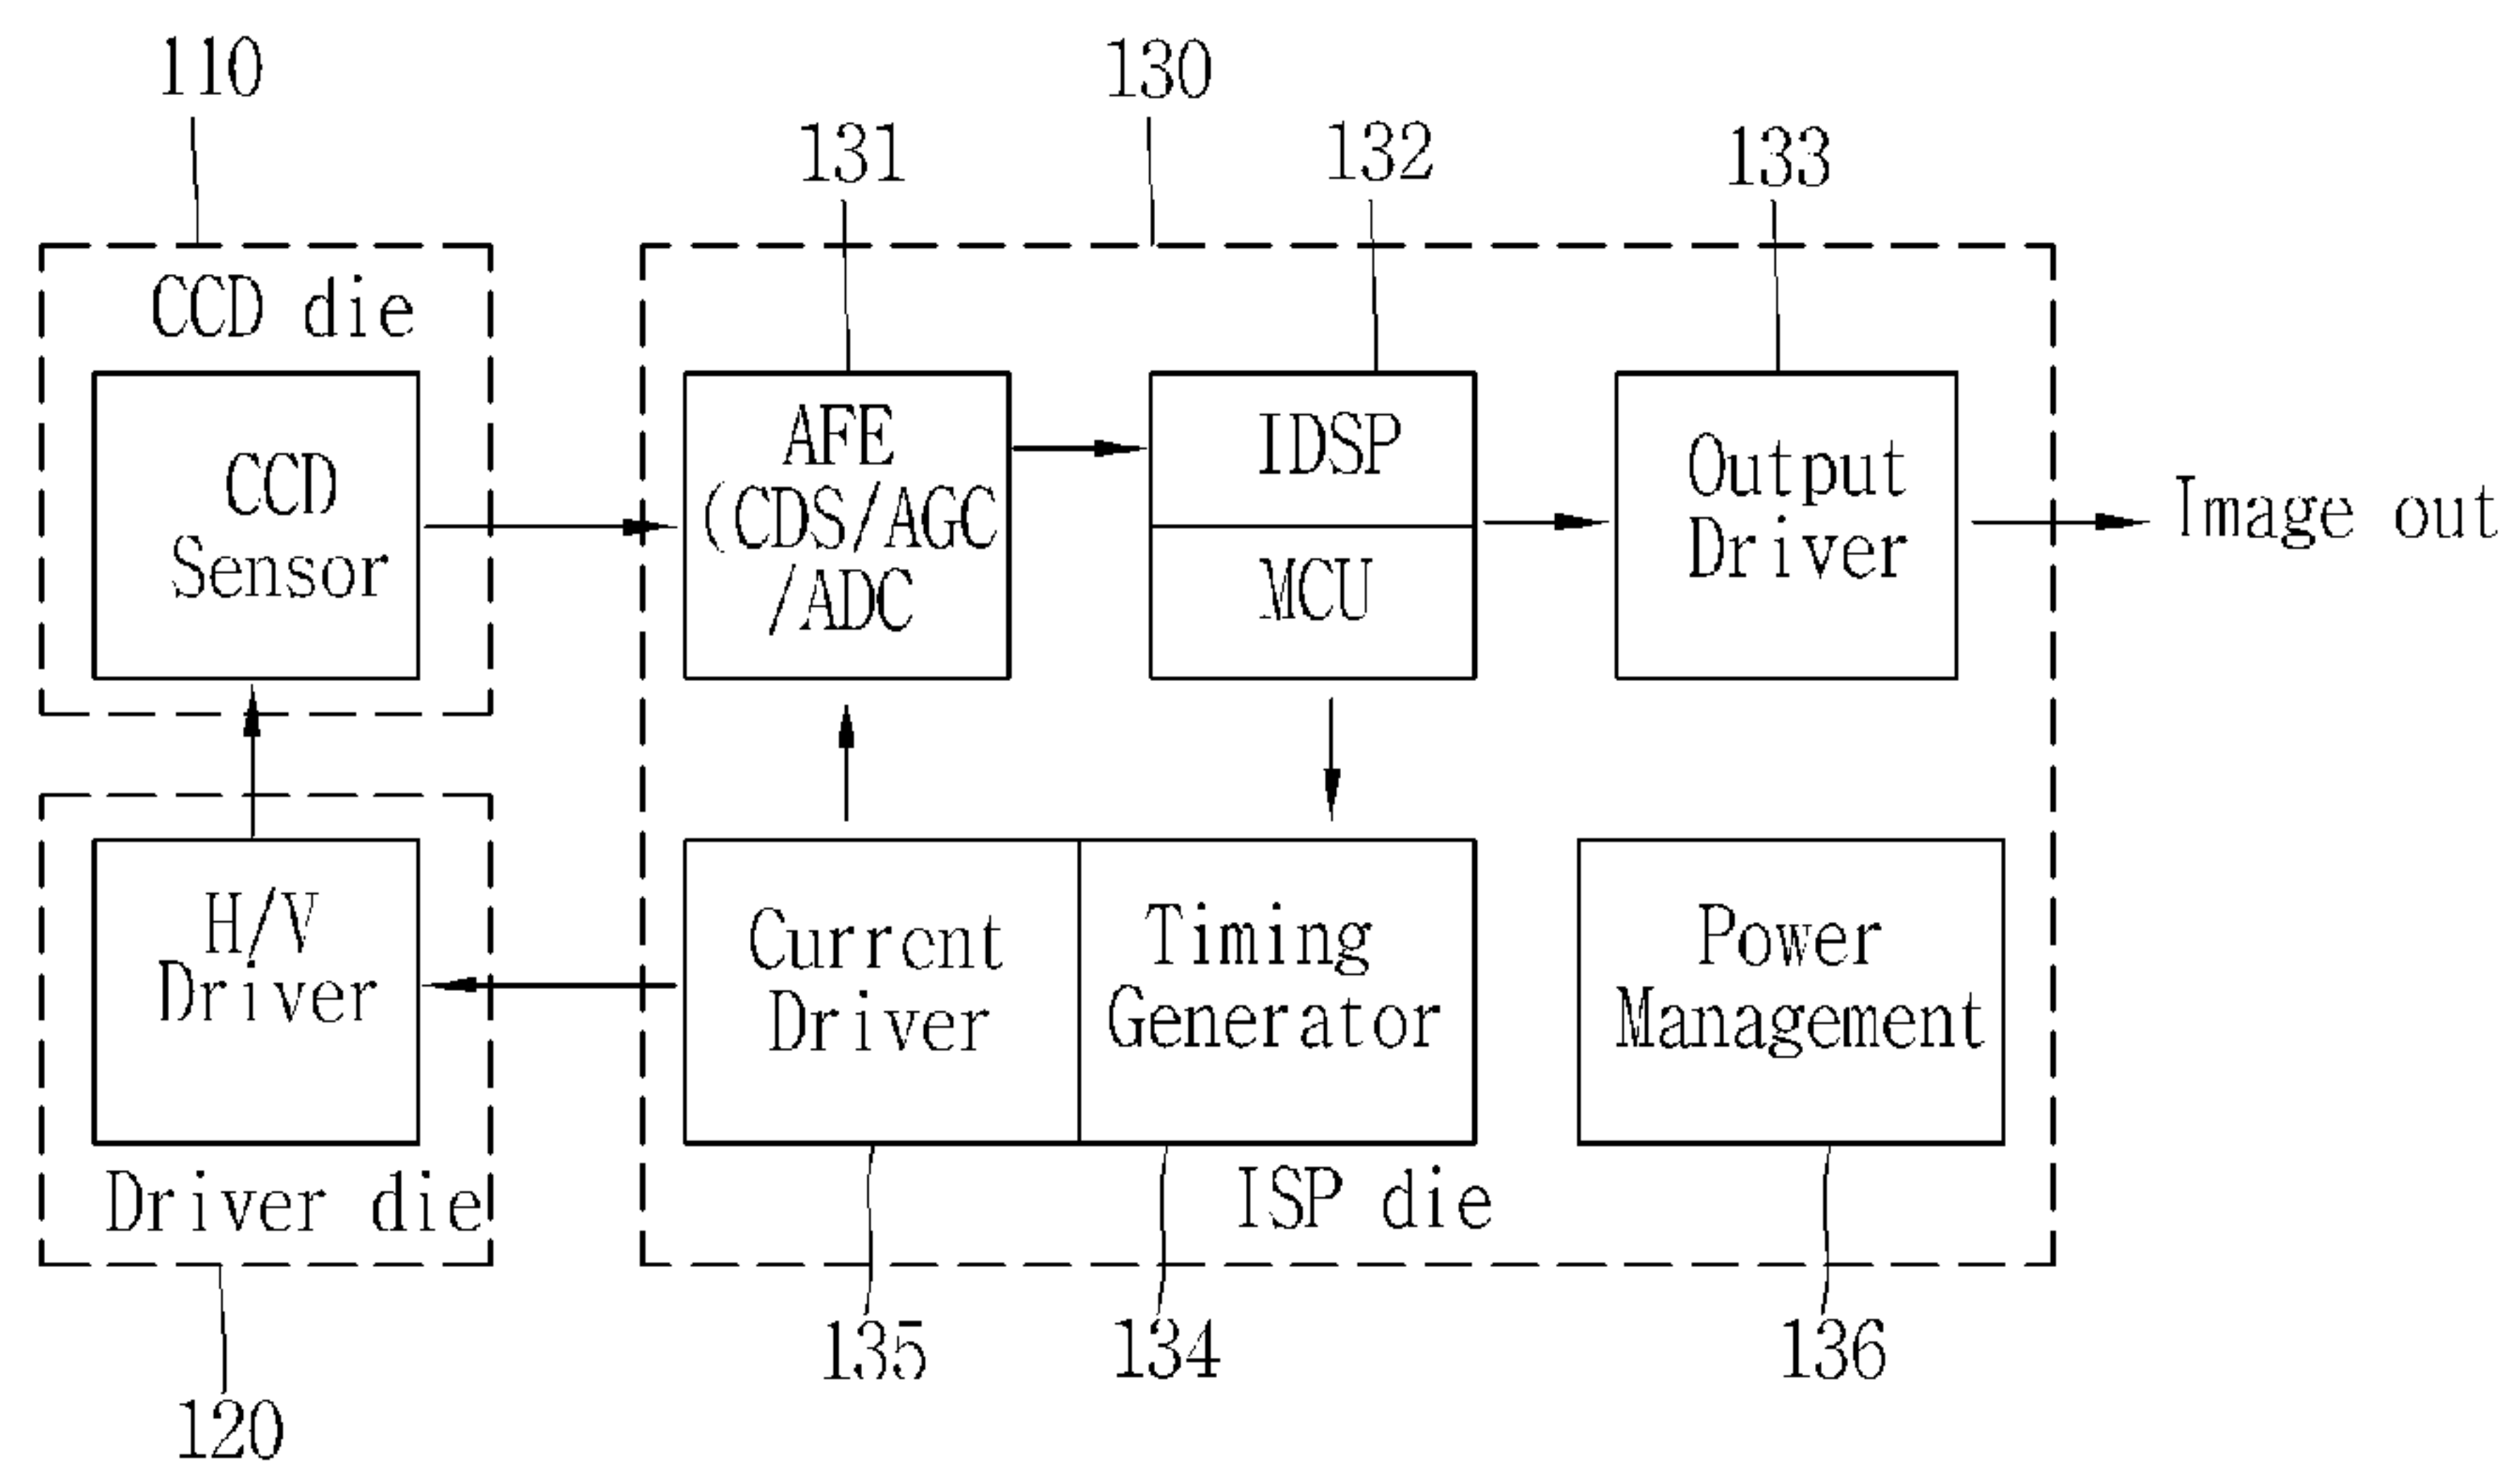 110
130
131
132
133
CCD die
CCD
Sensor
AFE
(CDS/AGC
/ADC
IDSP
MCU
Output
Driver
Image out
H/V
Driver
Current
Driver
Timing
Generator
Power
Management
Driver die
ISP die
135
134
136
120